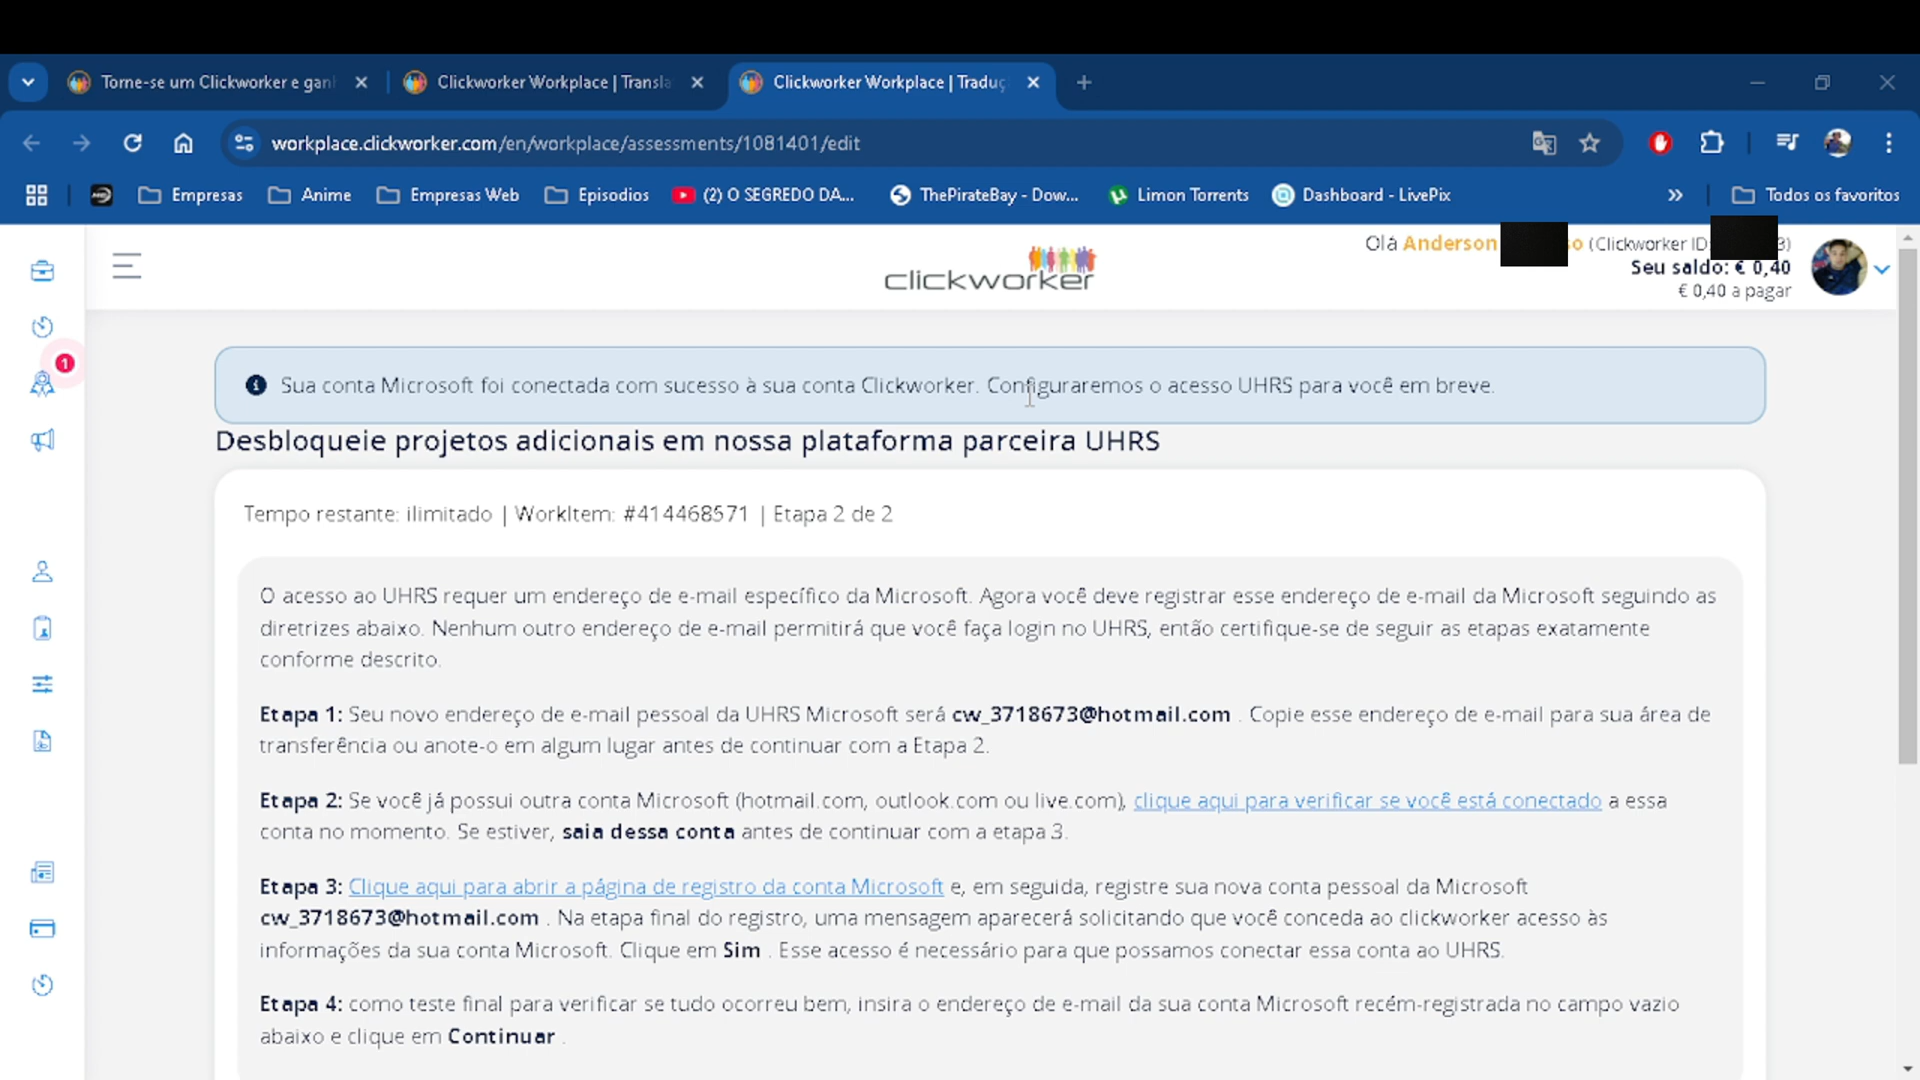 Torne-se um Clickworker e gan
Clickworker Workplace | Transla
Clickworker Workplace | Traduç
workplace.clickworker.com/en/workplace/assessments/1081401/edit
Empresas
Anime
Empresas Web
Episodios
(2) O SEGREDO DA...
ThePirateBay - Dow...
Limon Torrents
Dashboard - LivePix
Todos os favoritos
clickworker
Olá Anderson o (Clickworker ID: 3)
Seu saldo: € 0,40
€ 0,40 a pagar
1
Sua conta Microsoft foi conectada com sucesso à sua conta Clickworker. Configuraremos o acesso UHRS para você em breve.
Desbloqueie projetos adicionais em nossa plataforma parceira UHRS
Tempo restante: ilimitado | WorkItem: #414468571 | Etapa 2 de 2
O acesso ao UHRS requer um endereço de e-mail específico da Microsoft. Agora você deve registrar esse endereço de e-mail da Microsoft seguindo as
diretrizes abaixo. Nenhum outro endereço de e-mail permitirá que você faça login no UHRS, então certifique-se de seguir as etapas exatamente
conforme descrito.
Etapa 1: Seu novo endereço de e-mail pessoal da UHRS Microsoft será cw_3718673@hotmail.com . Copie esse endereço de e-mail para sua área de
transferência ou anote-o em algum lugar antes de continuar com a Etapa 2.
Etapa 2: Se você já possui outra conta Microsoft (hotmail.com, outlook.com ou live.com), clique aqui para verificar se você está conectado a essa
conta no momento. Se estiver, saia dessa conta antes de continuar com a etapa 3.
Etapa 3: Clique aqui para abrir a página de registro da conta Microsoft e, em seguida, registre sua nova conta pessoal da Microsoft
cw_3718673@hotmail.com . Na etapa final do registro, uma mensagem aparecerá solicitando que você conceda ao clickworker acesso às
informações da sua conta Microsoft. Clique em Sim . Esse acesso é necessário para que possamos conectar essa conta ao UHRS.
Etapa 4: como teste final para verificar se tudo ocorreu bem, insira o endereço de e-mail da sua conta Microsoft recém-registrada no campo vazio
abaixo e clique em Continuar .